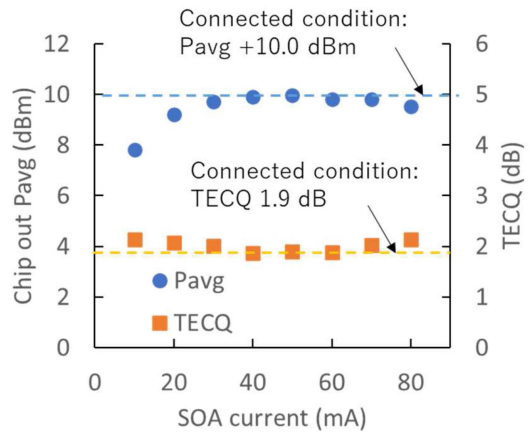 Connected condition:
Pavg +10.0 dBm
12
10
8
6
4
2
0
Chip out Pavg (dBm)
6
5
4
3
2
1
0
TECQ (dB)
Connected condition:
TECQ 1.9 dB
Pavg
TECQ
0
20
40
60
80
SOA current (mA)